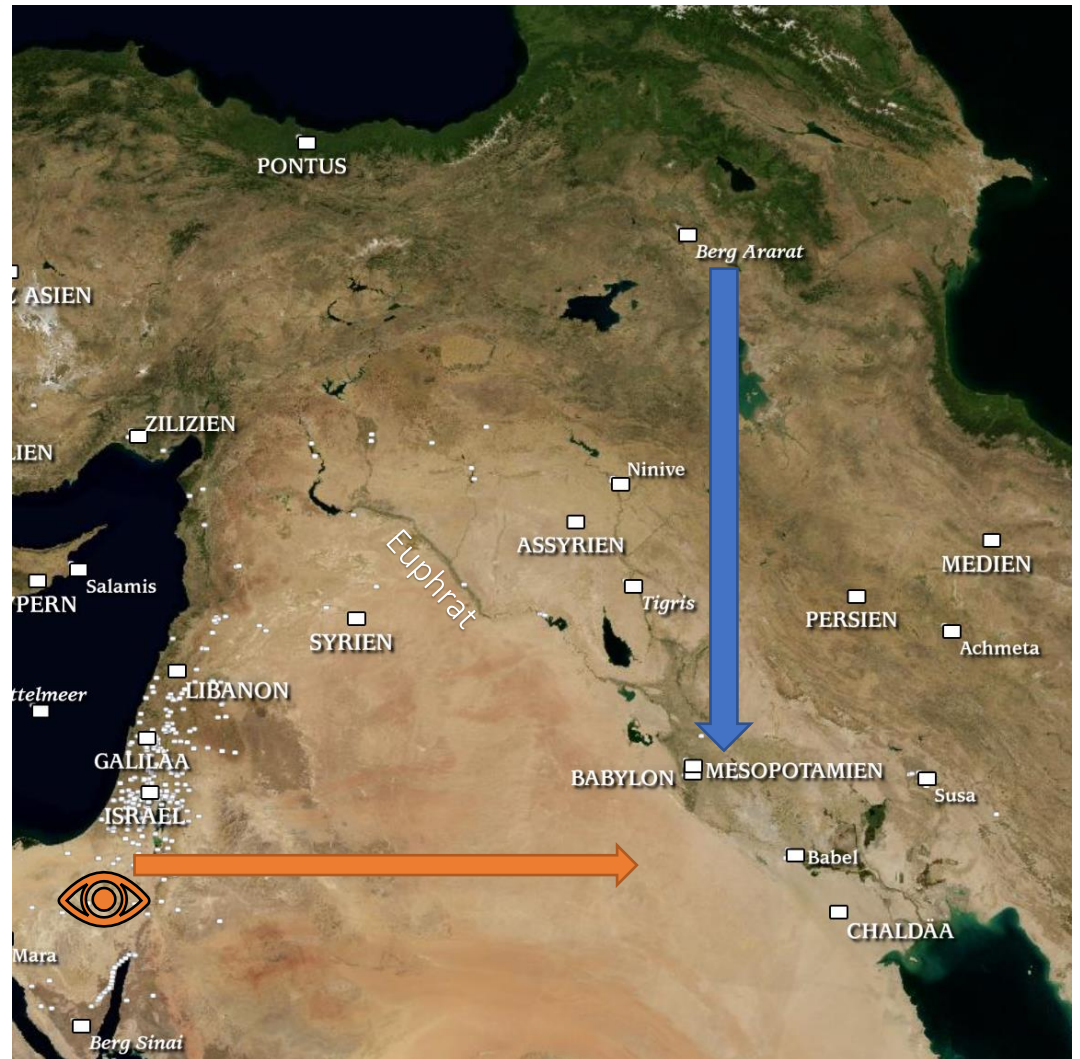 PONTUS
Berg Ararat
Z ASIEN
ZILIZIEN
LIEN
Ninive
ASSYRIEN
Euphrat
MEDIEN
Salamis
YPERN
Tigris
PERSIEN
SYRIEN
Achmeta
LIBANON
ttelmeer
GALILÄA
BABYLON
MESOPOTAMIEN
ISRAEL
Susa
Babel
CHALDÄA
Mara
Berg Sinai